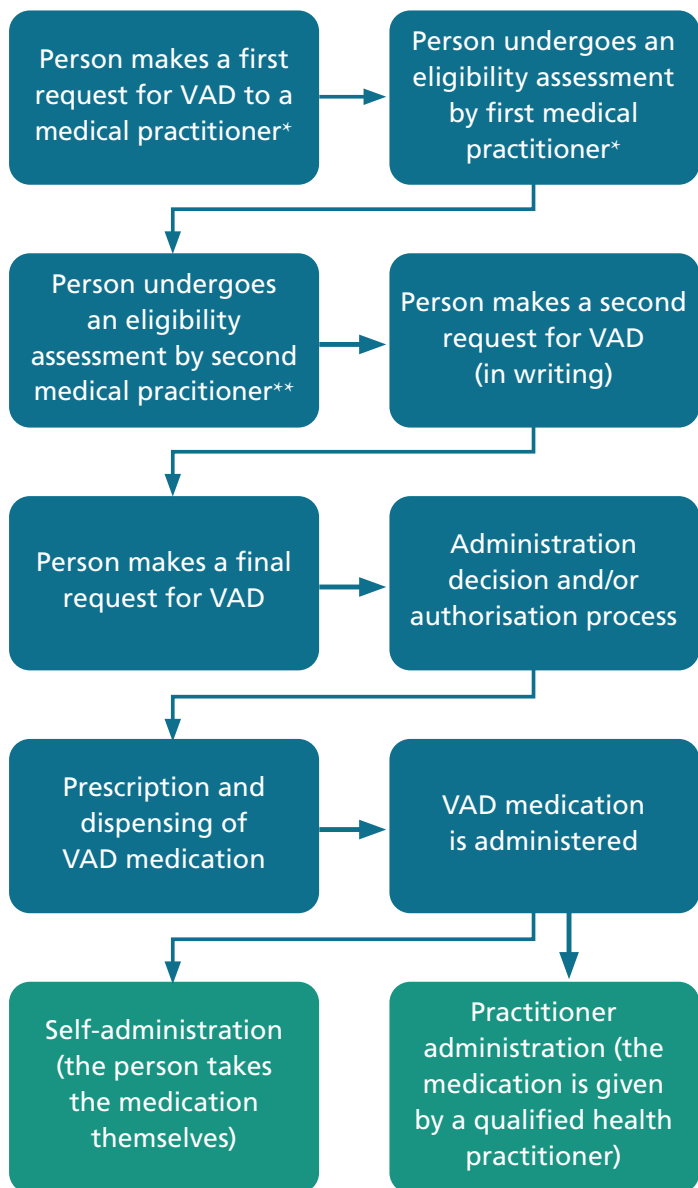 Person makes a first
request for VAD to a
medical practitioner*
Person undergoes an
eligibility assessment
by first medical
practitioner*
Person undergoes
an eligibility
assessment by second
medical pracitioner**
Person makes a second
request for VAD
(in writing)
Person makes a final
request for VAD
Administration
decision and/or
authorisation process
Prescription and
dispensing of
VAD medication
VAD medication
is administered
Self-administration
(the person takes
the medication
themselves)
Practitioner
administration (the
medication is given
by a qualified health
practitioner)